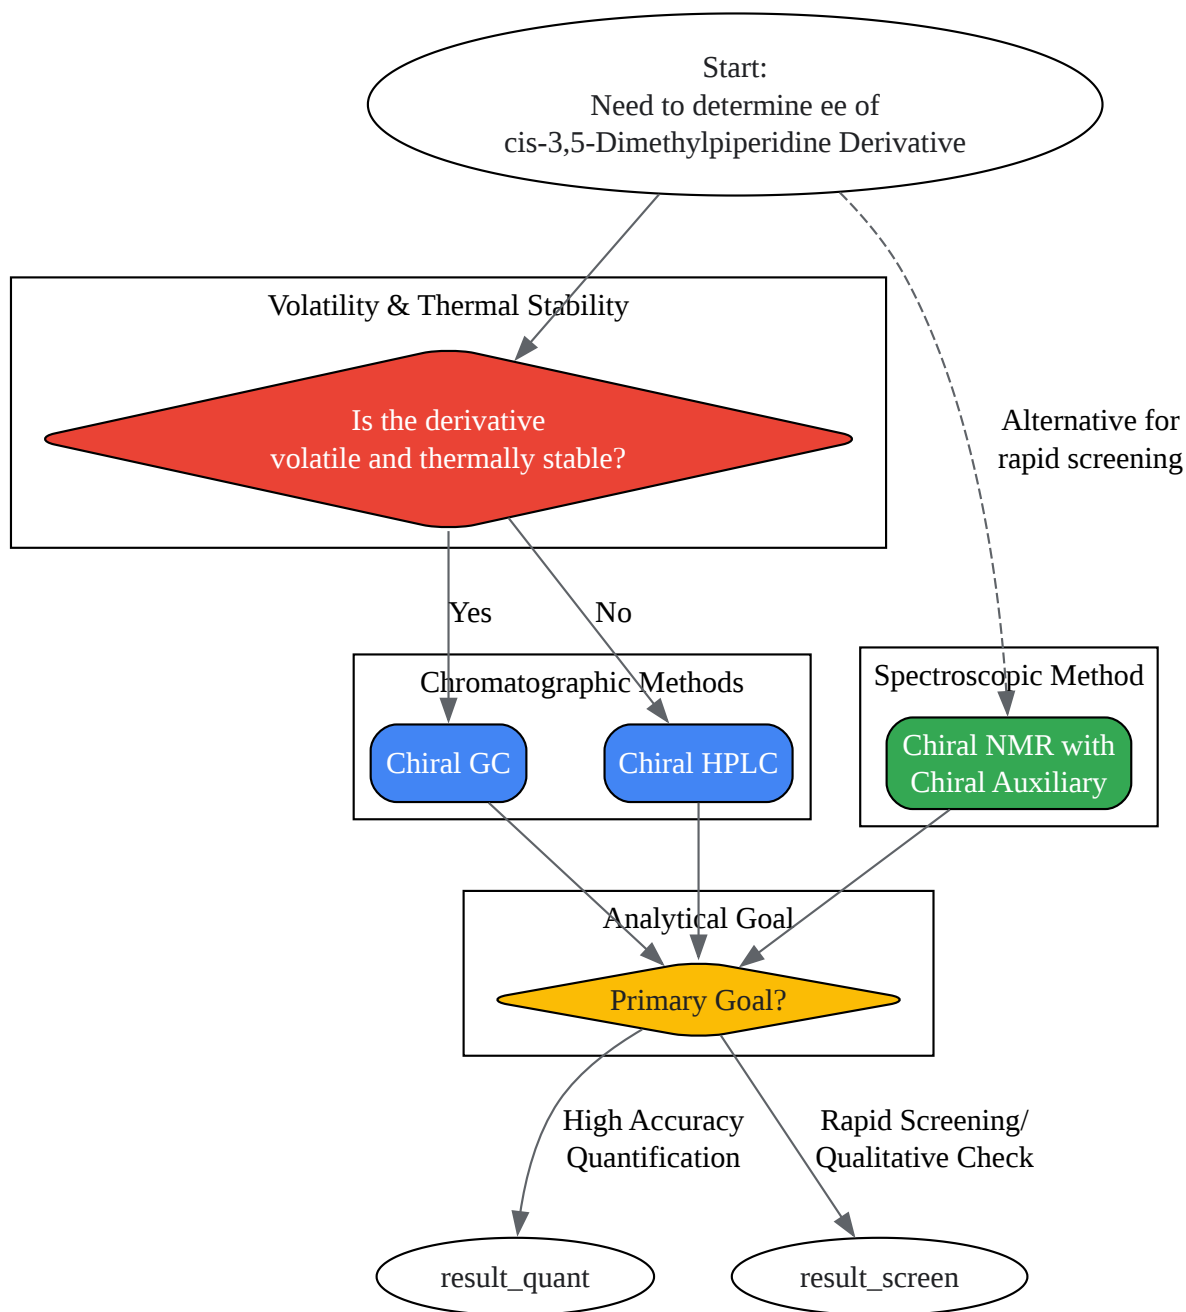 Start:
Need to determine ee of
cis-3,5-Dimethylpiperidine Derivative
Volatility & Thermal Stability
Is the derivative
volatile and thermally stable?
Alternative for
rapid screening
Yes
No
Chromatographic Methods
Spectroscopic Method
Chiral GC
Chiral HPLC
Chiral NMR with
Chiral Auxiliary
Analytical Goal
Primary Goal?
High Accuracy
Quantification
Rapid Screening/
Qualitative Check
result_quant
result_screen